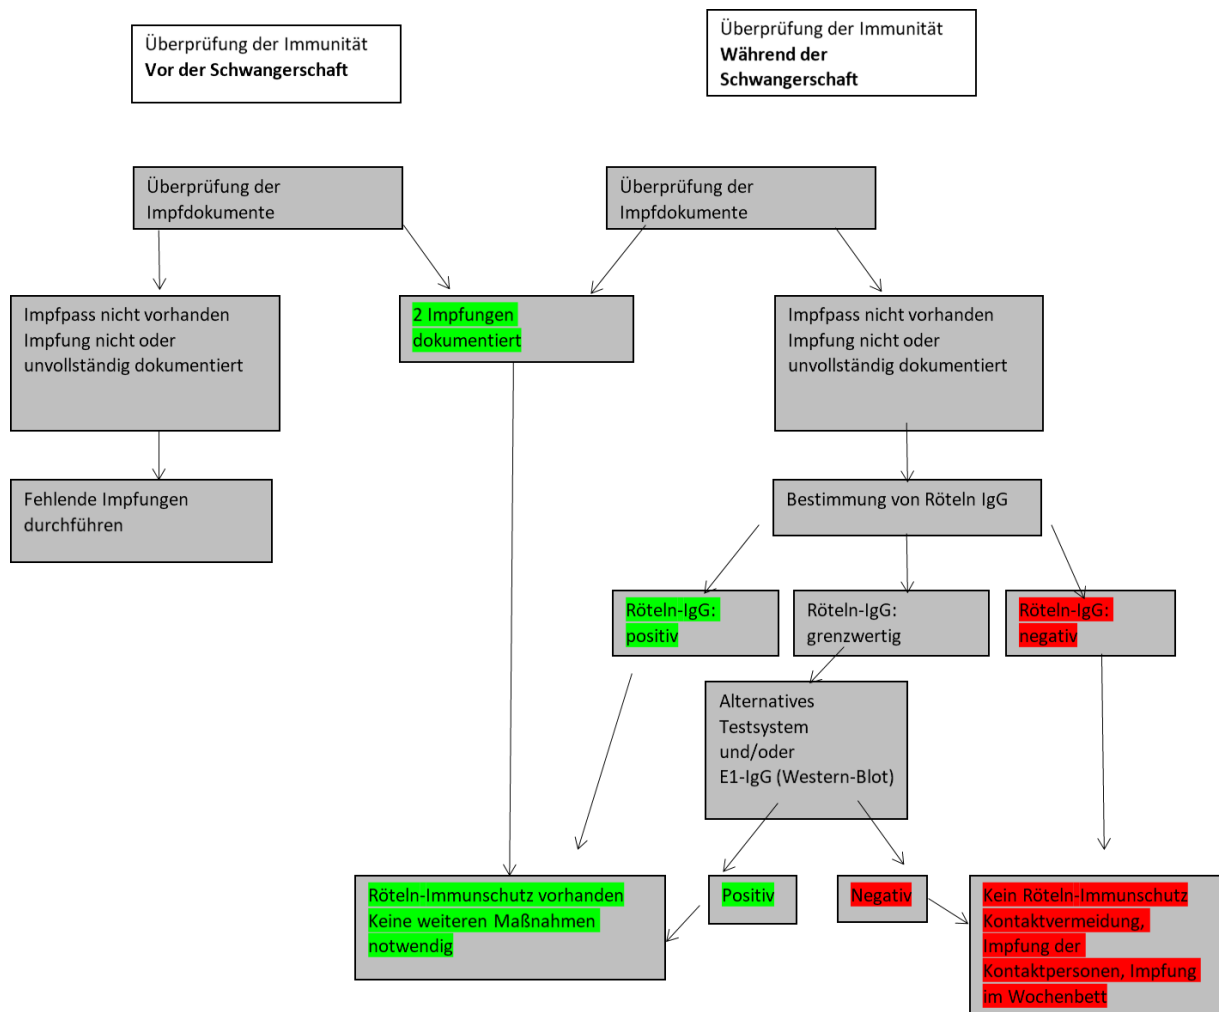 Überprüfung der Immunität
Vor der Schwangerschaft
Überprüfung der Immunität
Während der
Schwangerschaft
Überprüfung der
Impfdokumente
Überprüfung der
Impfdokumente
Impfpass nicht vorhanden
Impfung nicht oder
unvollständig dokumentiert
2 Impfungen
dokumentiert
Impfpass nicht vorhanden
Impfung nicht oder
unvollständig dokumentiert
Fehlende Impfungen
durchführen
Bestimmung von Röteln IgG
Röteln-IgG:
positiv
Röteln-IgG:
grenzwertig
Röteln-IgG:
negativ
Alternatives
Testsystem
und/oder
E1-IgG (Western-Blot)
Röteln-Immunschutz vorhanden
Keine weiteren Maßnahmen
notwendig
Positiv
Negativ
Kein Röteln-Immunschutz
Kontaktvermeidung,
Impfung der
Kontaktpersonen, Impfung
im Wochenbett